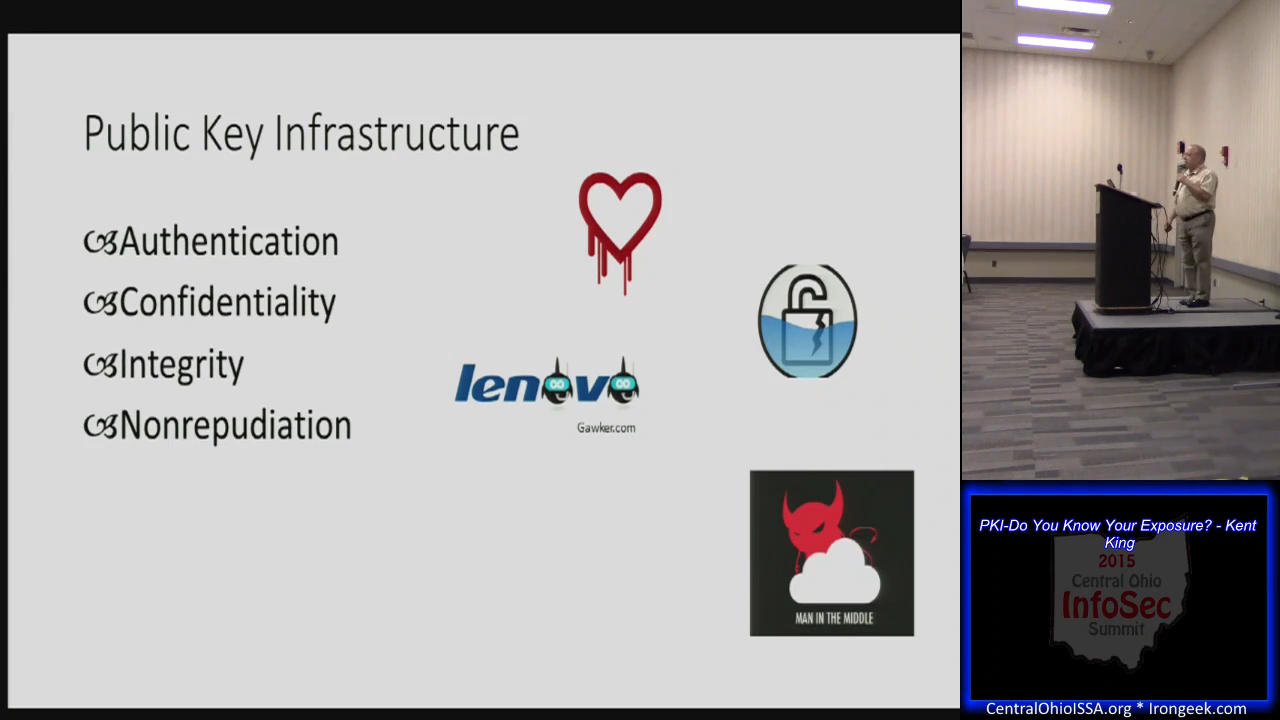 Public Key Infrastructure
Authentication
Confidentiality
Integrity
Nonrepudiation
lenovo
Gawker.com
MAN IN THE MIDDLE
PKI-Do You Know Your Exposure? - Kent
King
2015
Central Ohio
InfoSec
Summit
CentralOhioISSA.org * Irongeek.com